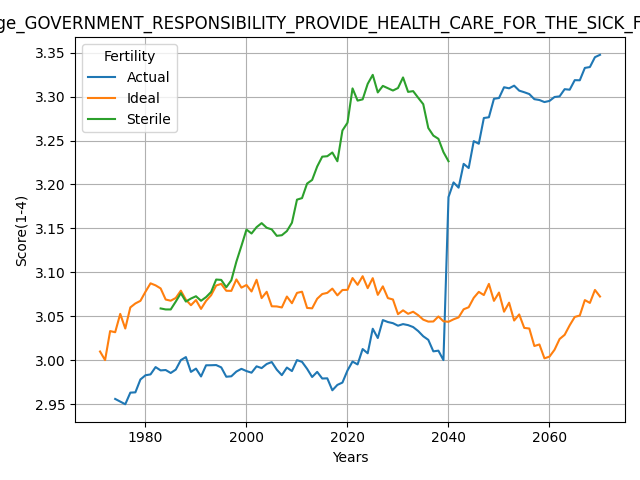 ge_GOVERNMENT_RESPONSIBILITY_PROVIDE_HEALTH_CARE_FOR_THE_SICK_F
Fertility
Actual
Ideal
Sterile
Score(1-4)
3.35
3.30
3.25
3.20
3.15
3.10
3.05
3.00
2.95
1980 2000 2020 2040 2060
Years